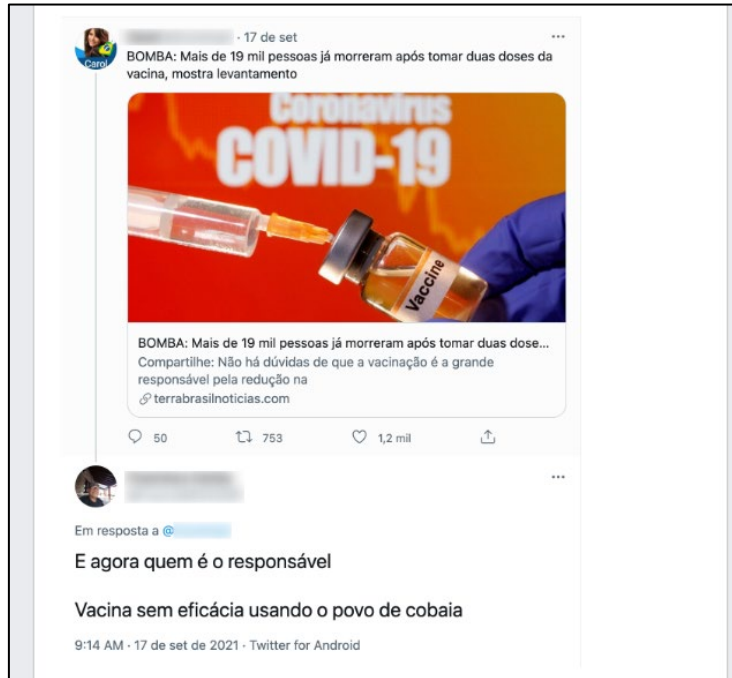 Carol
· 17 de set
BOMBA: Mais de 19 mil pessoas já morreram após tomar duas doses da
vacina, mostra levantamento
Coronavirus
COVID-19
Vaccine
BOMBA: Mais de 19 mil pessoas já morreram após tomar duas dose...
Compartilhe: Não há dúvidas de que a vacinação é a grande
responsável pela redução na
terrabrasilnoticias.com
50 753 1,2 mil
Em resposta a @
E agora quem é o responsável
Vacina sem eficácia usando o povo de cobaia
9:14 AM · 17 de set de 2021 · Twitter for Android